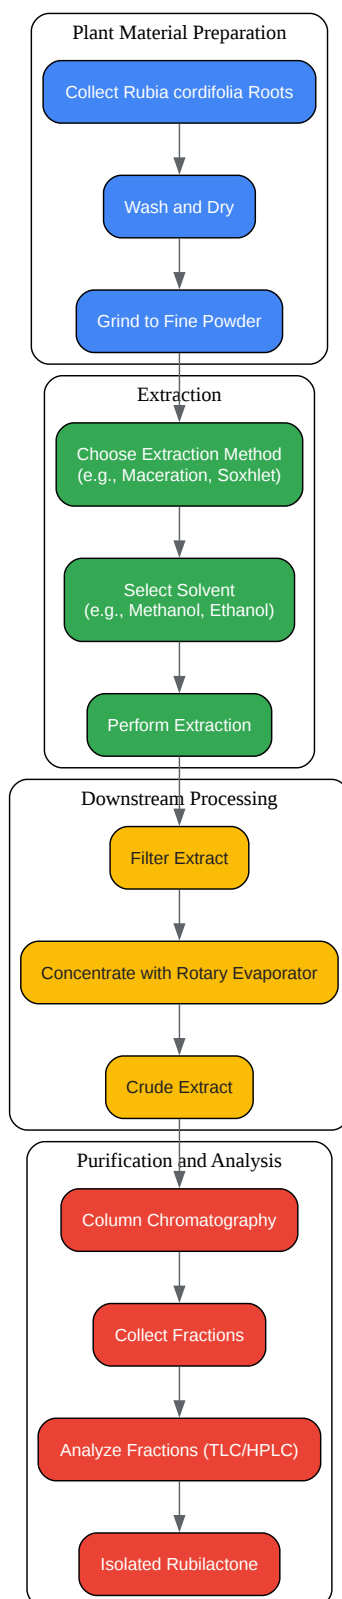 Plant Material Preparation
Collect Rubia cordifolia Roots
Wash and Dry
Grind to Fine Powder
Extraction
Choose Extraction Method
(e.g., Maceration, Soxhlet)
Select Solvent
(e.g., Methanol, Ethanol)
Perform Extraction
Downstream Processing
Filter Extract
Concentrate with Rotary Evaporator
Crude Extract
Purification and Analysis
Column Chromatography
Collect Fractions
Analyze Fractions (TLC/HPLC)
Isolated Rubilactone